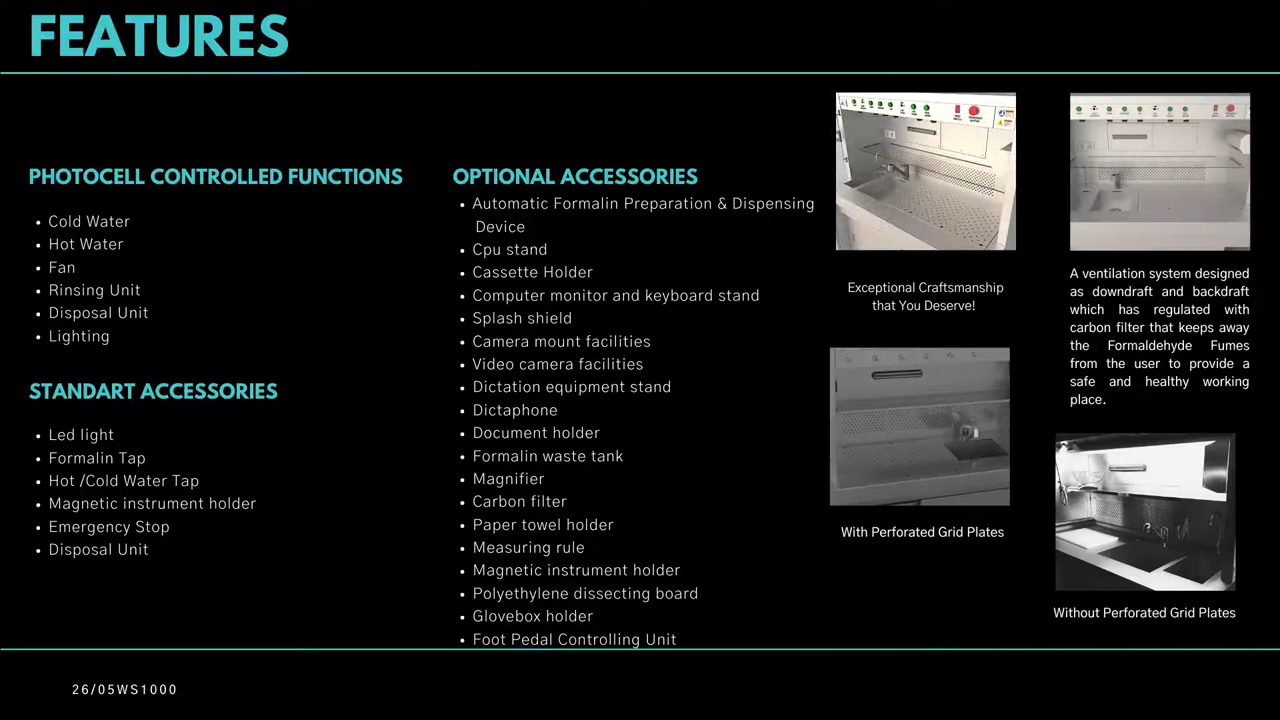 FEATURES
PHOTOCELL CONTROLLED FUNCTIONS
Cold Water
Hot Water
Fan
Rinsing Unit
Disposal Unit
Lighting
STANDART ACCESSORIES
Led light
Formalin Tap
Hot /Cold Water Tap
Magnetic instrument holder
Emergency Stop
Disposal Unit
OPTIONAL ACCESSORIES
Automatic Formalin Preparation & Dispensing
Device
Cpu stand
Cassette Holder
Computer monitor and keyboard stand
Splash shield
Camera mount facilities
Video camera facilities
Dictation equipment stand
Dictaphone
Document holder
Formalin waste tank
Magnifier
Carbon filter
Paper towel holder
Measuring rule
Magnetic instrument holder
Polyethylene dissecting board
Glovebox holder
Foot Pedal Controlling Unit
Exceptional Craftsmanship
that You Deserve!
With Perforated Grid Plates
A ventilation system designed
as downdraft and backdraft
which has regulated with
carbon filter that keeps away
the Formaldehyde Fumes
from the user to provide a
safe and healthy working
place.
Without Perforated Grid Plates
26/05WS1000